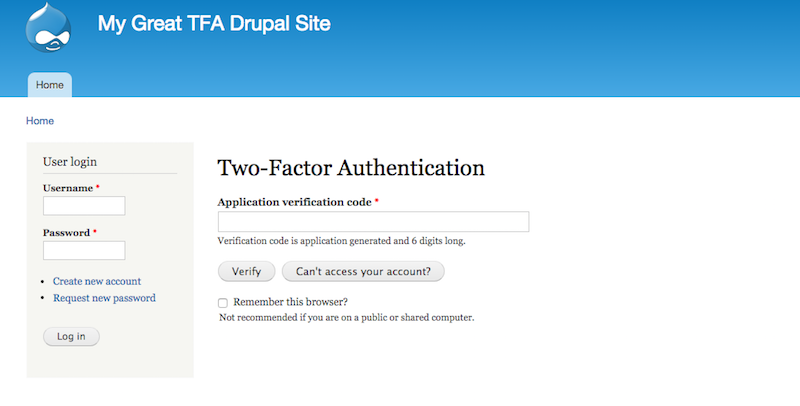 My Great TFA Drupal Site
Home
Home
User login
Username *
Password *
Create new account
Request new password
Log in
Two-Factor Authentication
Application verification code *
Verification code is application generated and 6 digits long.
Verify
Can't access your account?
Remember this browser?
Not recommended if you are on a public or shared computer.